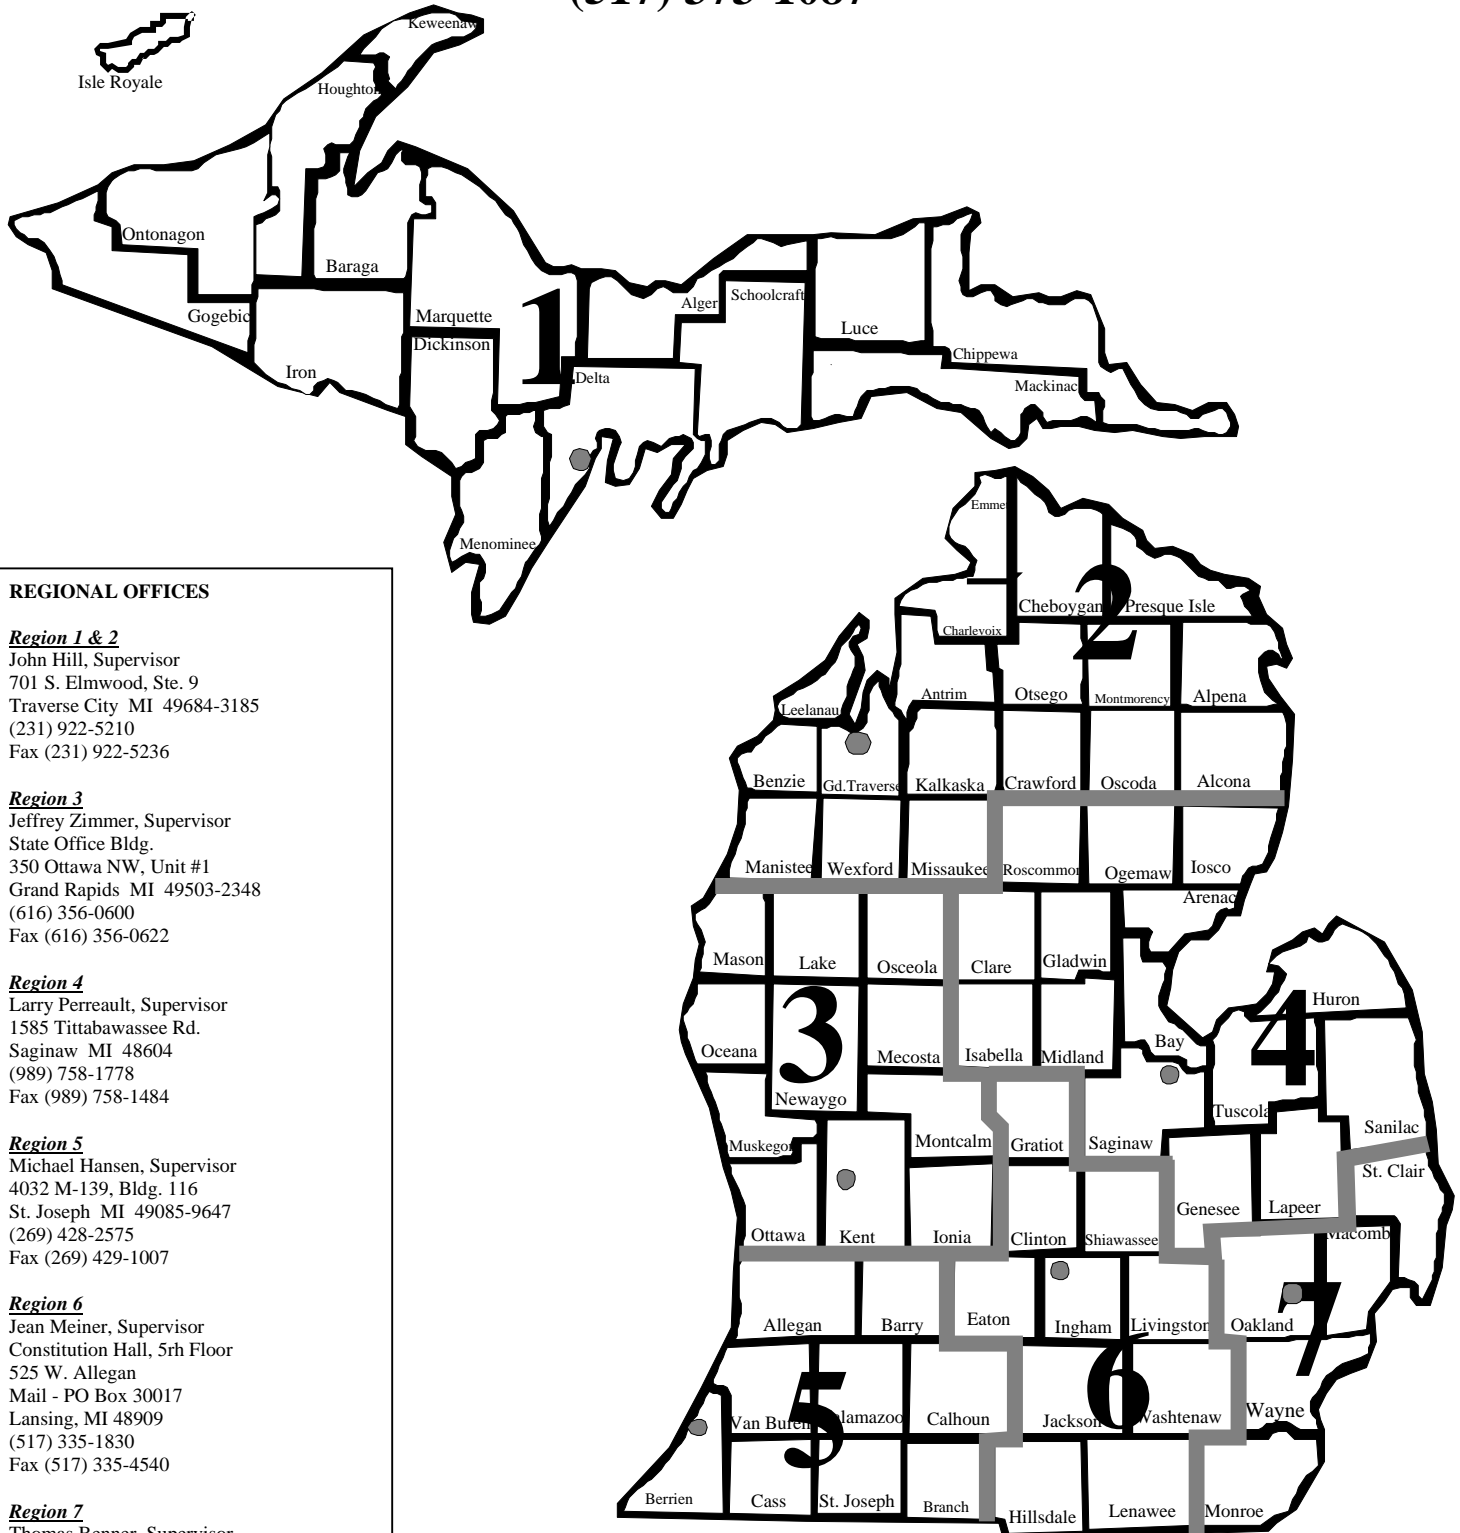 (517) 373-1087
Keweenaw
Isle Royale
Houghton
Ontonagon
Baraga
Gogebic
Marquette
1
Alger
Schoolcraft
Luce
Dickinson
Chippewa
Iron
Delta
Mackinac
Emme
Menominee
REGIONAL OFFICES
Region 1 & 2
John Hill, Supervisor
701 S. Elmwood, Ste. 9
Traverse City MI 49684-3185
(231) 922-5210
Fax (231) 922-5236
Region 3
Jeffrey Zimmer, Supervisor
State Office Bldg.
350 Ottawa NW, Unit #1
Grand Rapids MI 49503-2348
(616) 356-0600
Fax (616) 356-0622
Region 4
Larry Perreault, Supervisor
1585 Tittabawassee Rd.
Saginaw MI 48604
(989) 758-1778
Fax (989) 758-1484
Region 5
Michael Hansen, Supervisor
4032 M-139, Bldg. 116
St. Joseph MI 49085-9647
(269) 428-2575
Fax (269) 429-1007
Region 6
Jean Meiner, Supervisor
Constitution Hall, 5rh Floor
525 W. Allegan
Mail - PO Box 30017
Lansing, MI 48909
(517) 335-1830
Fax (517) 335-4540
Region 7
Thomas Benner, Supervisor
2
Cheboygan
Presque Isle
Charlevoix
Antrim
Otsego
Montmorency
Alpena
Leelanau
Benzie
Gd.Traverse
Kalkaska
Crawford
Oscoda
Alcona
Manistee
Wexford
Missaukee
Roscommon
Ogemaw
Iosco
Arenac
Mason
Lake
Osceola
Clare
Gladwin
3
4
Huron
Oceana
Mecosta
Isabella
Midland
Bay
Newaygo
Tuscola
Sanilac
Muskegon
Montcalm
Gratiot
Saginaw
St. Clair
Genesee
Lapeer
Ottawa
Kent
Ionia
Clinton
Shiawassee
Macomb
Allegan
Barry
Eaton
Ingham
Livingston
Oakland
7
5
6
Van Buren
alamazoo
Calhoun
Jackson
Washtenaw
Wayne
Berrien
Cass
St. Joseph
Branch
Hillsdale
Lenawee
Monroe